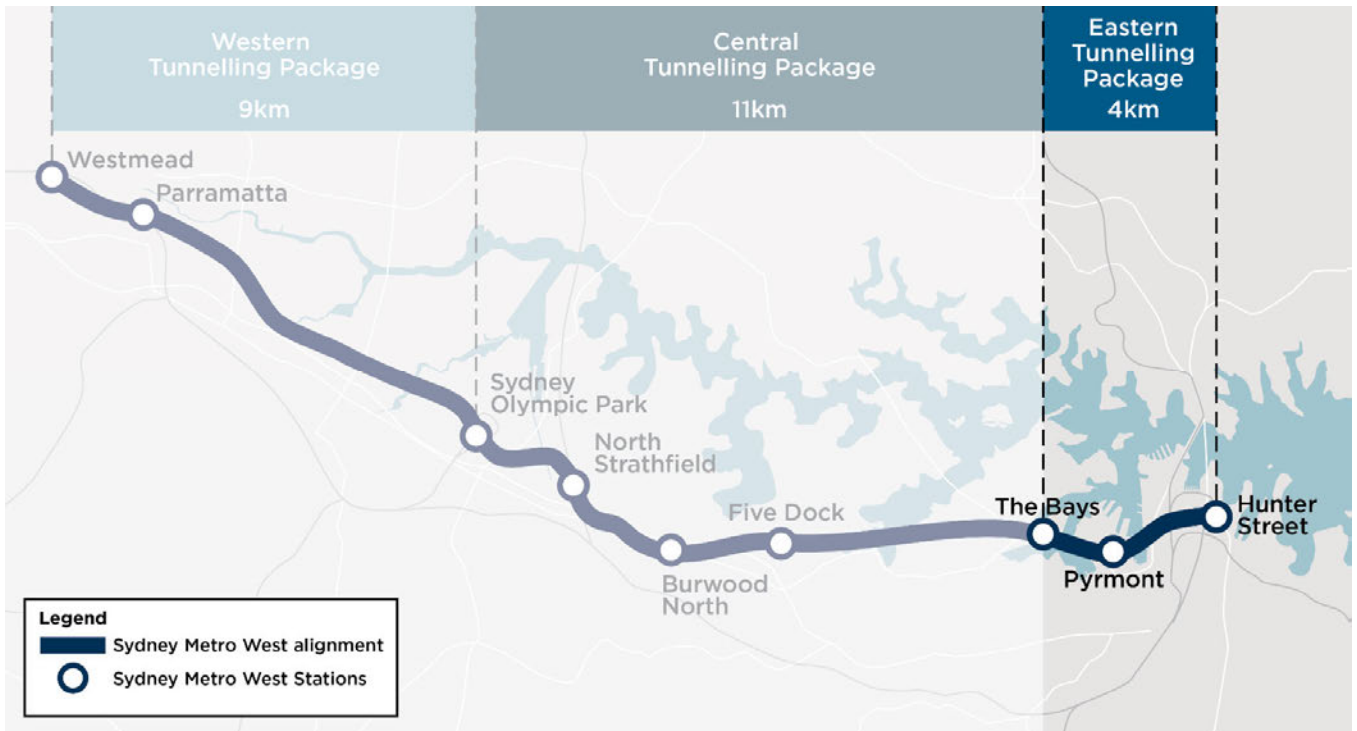 Western
Tunnelling Package
9km
Central
Tunnelling Package
11km
Eastern
Tunnelling
Package
4km
Westmead
Parramatta
Sydney
Olympic Park
North
Strathfield
Burwood
North
Five Dock
The Bays
Pyrmont
Hunter
Street
Legend
Sydney Metro West alignment
Sydney Metro West Stations